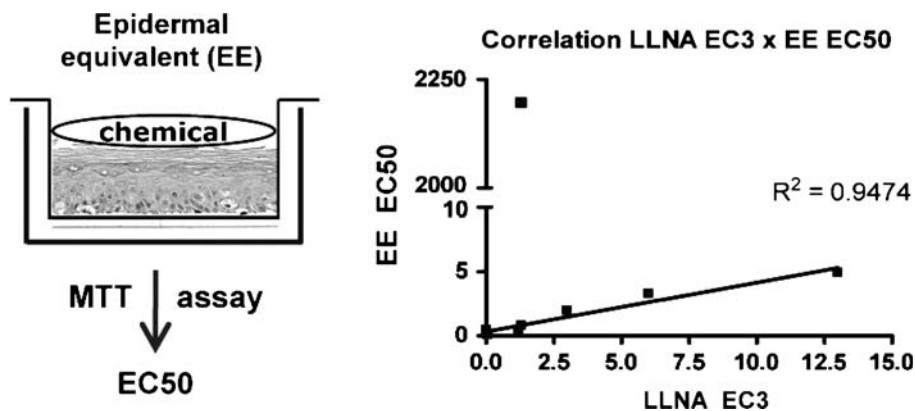 Epidermal
equivalent (EE)
chemical
MTT assay
EC50
Correlation LLNA EC3 x EE EC50
2250
2000
10
5
0
EE EC50
R² = 0.9474
0.0 2.5 5.0 7.5 10.0 12.5 15.0
LLNA EC3